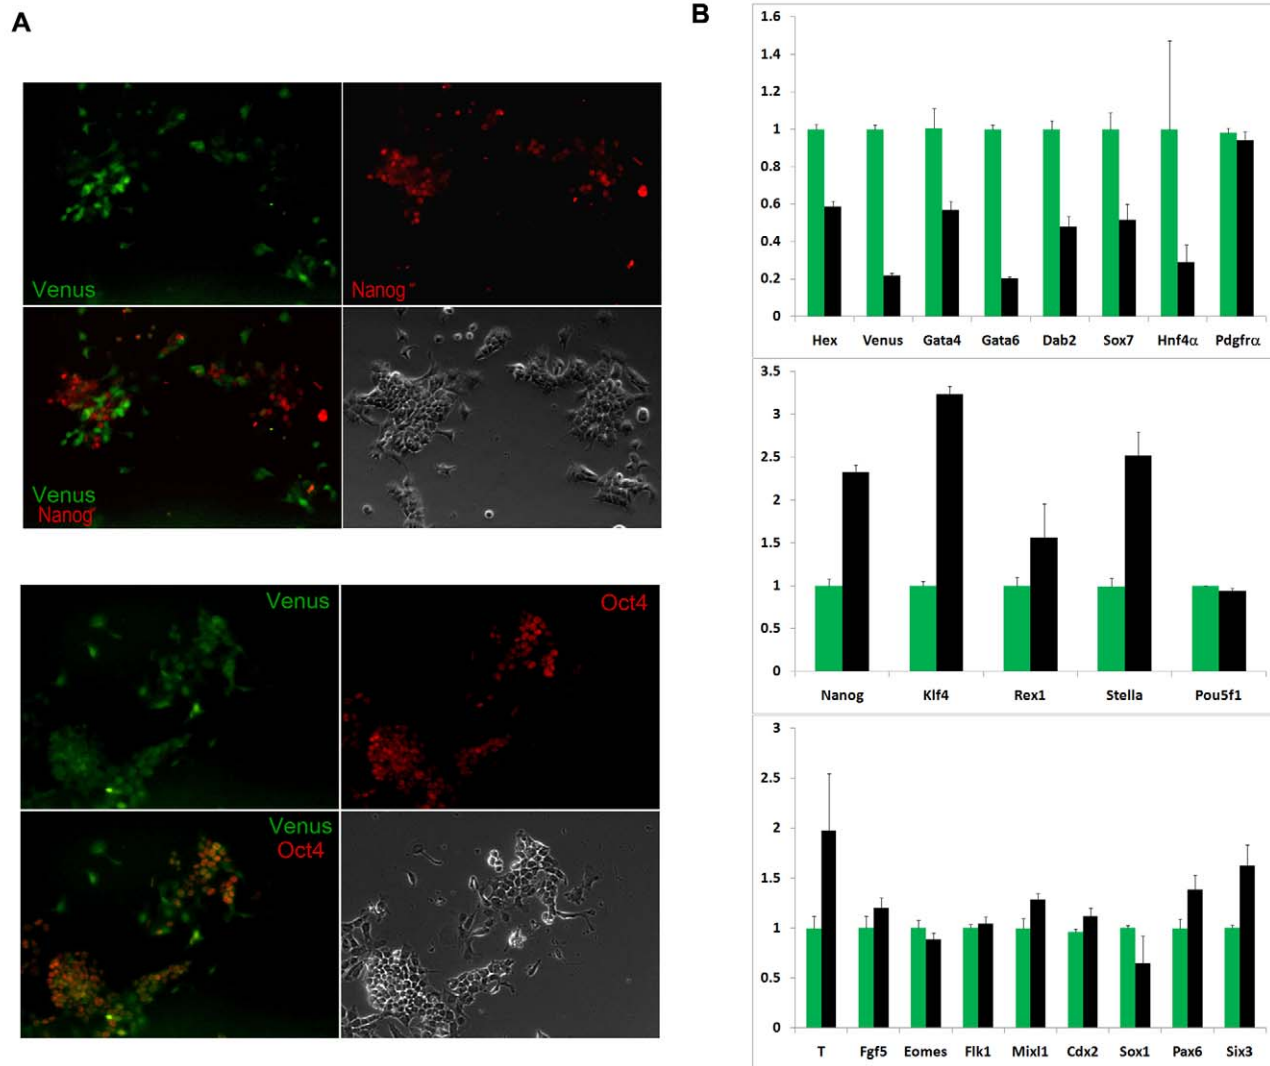 A
Venus
Nanog
Venus
Nanog
Venus
Oct4
Venus
Oct4
B
1.6
1.4
1.2
1
0.8
0.6
0.4
0.2
0
Hex Venus Gata4 Gata6 Dab2 Sox7 Hnf4α Pdgfrα
3.5
3
2.5
2
1.5
1
0.5
0
Nanog Klf4 Rex1 Stella Pou5f1
3
2.5
2
1.5
1
0.5
0
T Fgf5 Eomes Flk1 Mixl1 Cdx2 Sox1 Pax6 Six3